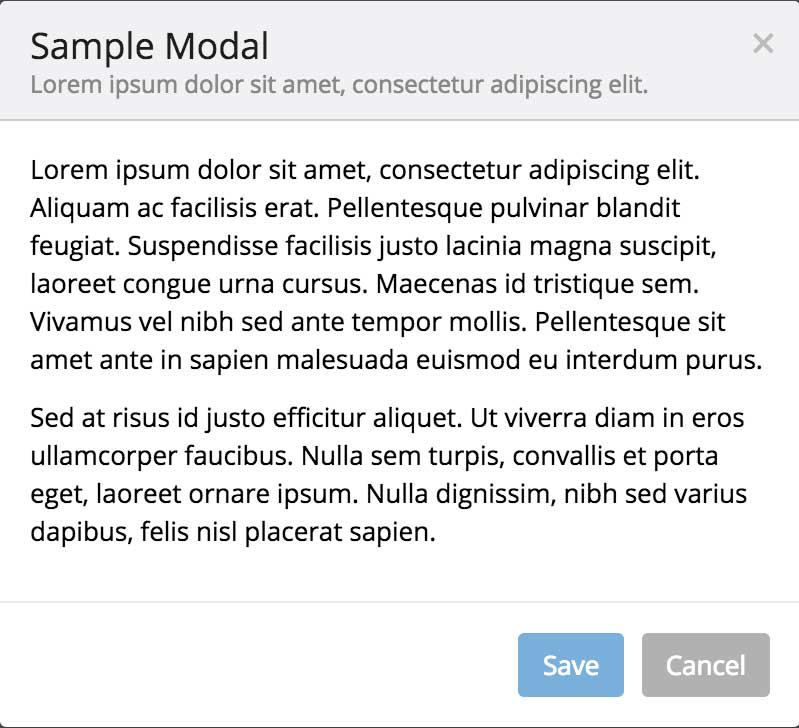 Sample Modal
Lorem ipsum dolor sit amet, consectetur adipiscing elit.
Lorem ipsum dolor sit amet, consectetur adipiscing elit.
Aliquam ac facilisis erat. Pellentesque pulvinar blandit
feugiat. Suspendisse facilisis justo lacinia magna suscipit,
laoreet congue urna cursus. Maecenas id tristique sem.
Vivamus vel nibh sed ante tempor mollis. Pellentesque sit
amet ante in sapien malesuada euismod eu interdum purus.
Sed at risus id justo efficitur aliquet. Ut viverra diam in eros
ullamcorper faucibus. Nulla sem turpis, convallis et porta
eget, laoreet ornare ipsum. Nulla dignissim, nibh sed varius
dapibus, felis nisl placerat sapien.
Save
Cancel